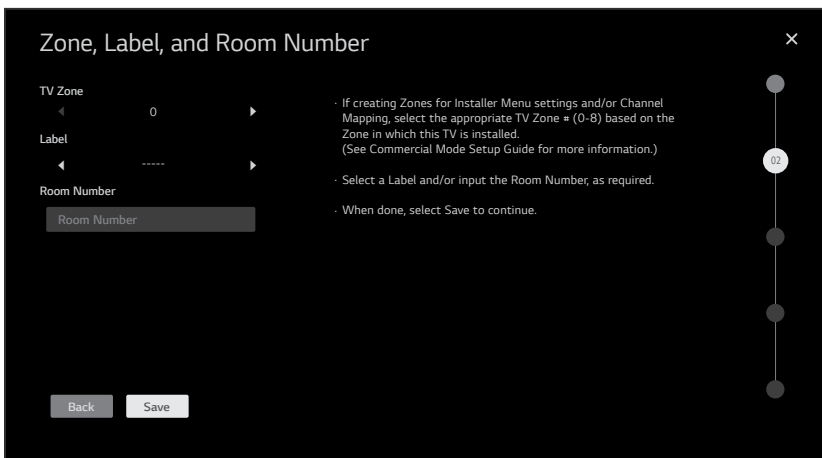 Zone, Label, and Room Number
TV Zone
0
Label
-----
Room Number
Room Number
· If creating Zones for Installer Menu settings and/or Channel
Mapping, select the appropriate TV Zone # (0-8) based on the
Zone in which this TV is installed.
(See Commercial Mode Setup Guide for more information.)
· Select a Label and/or input the Room Number, as required.
· When done, select Save to continue.
02
Back
Save